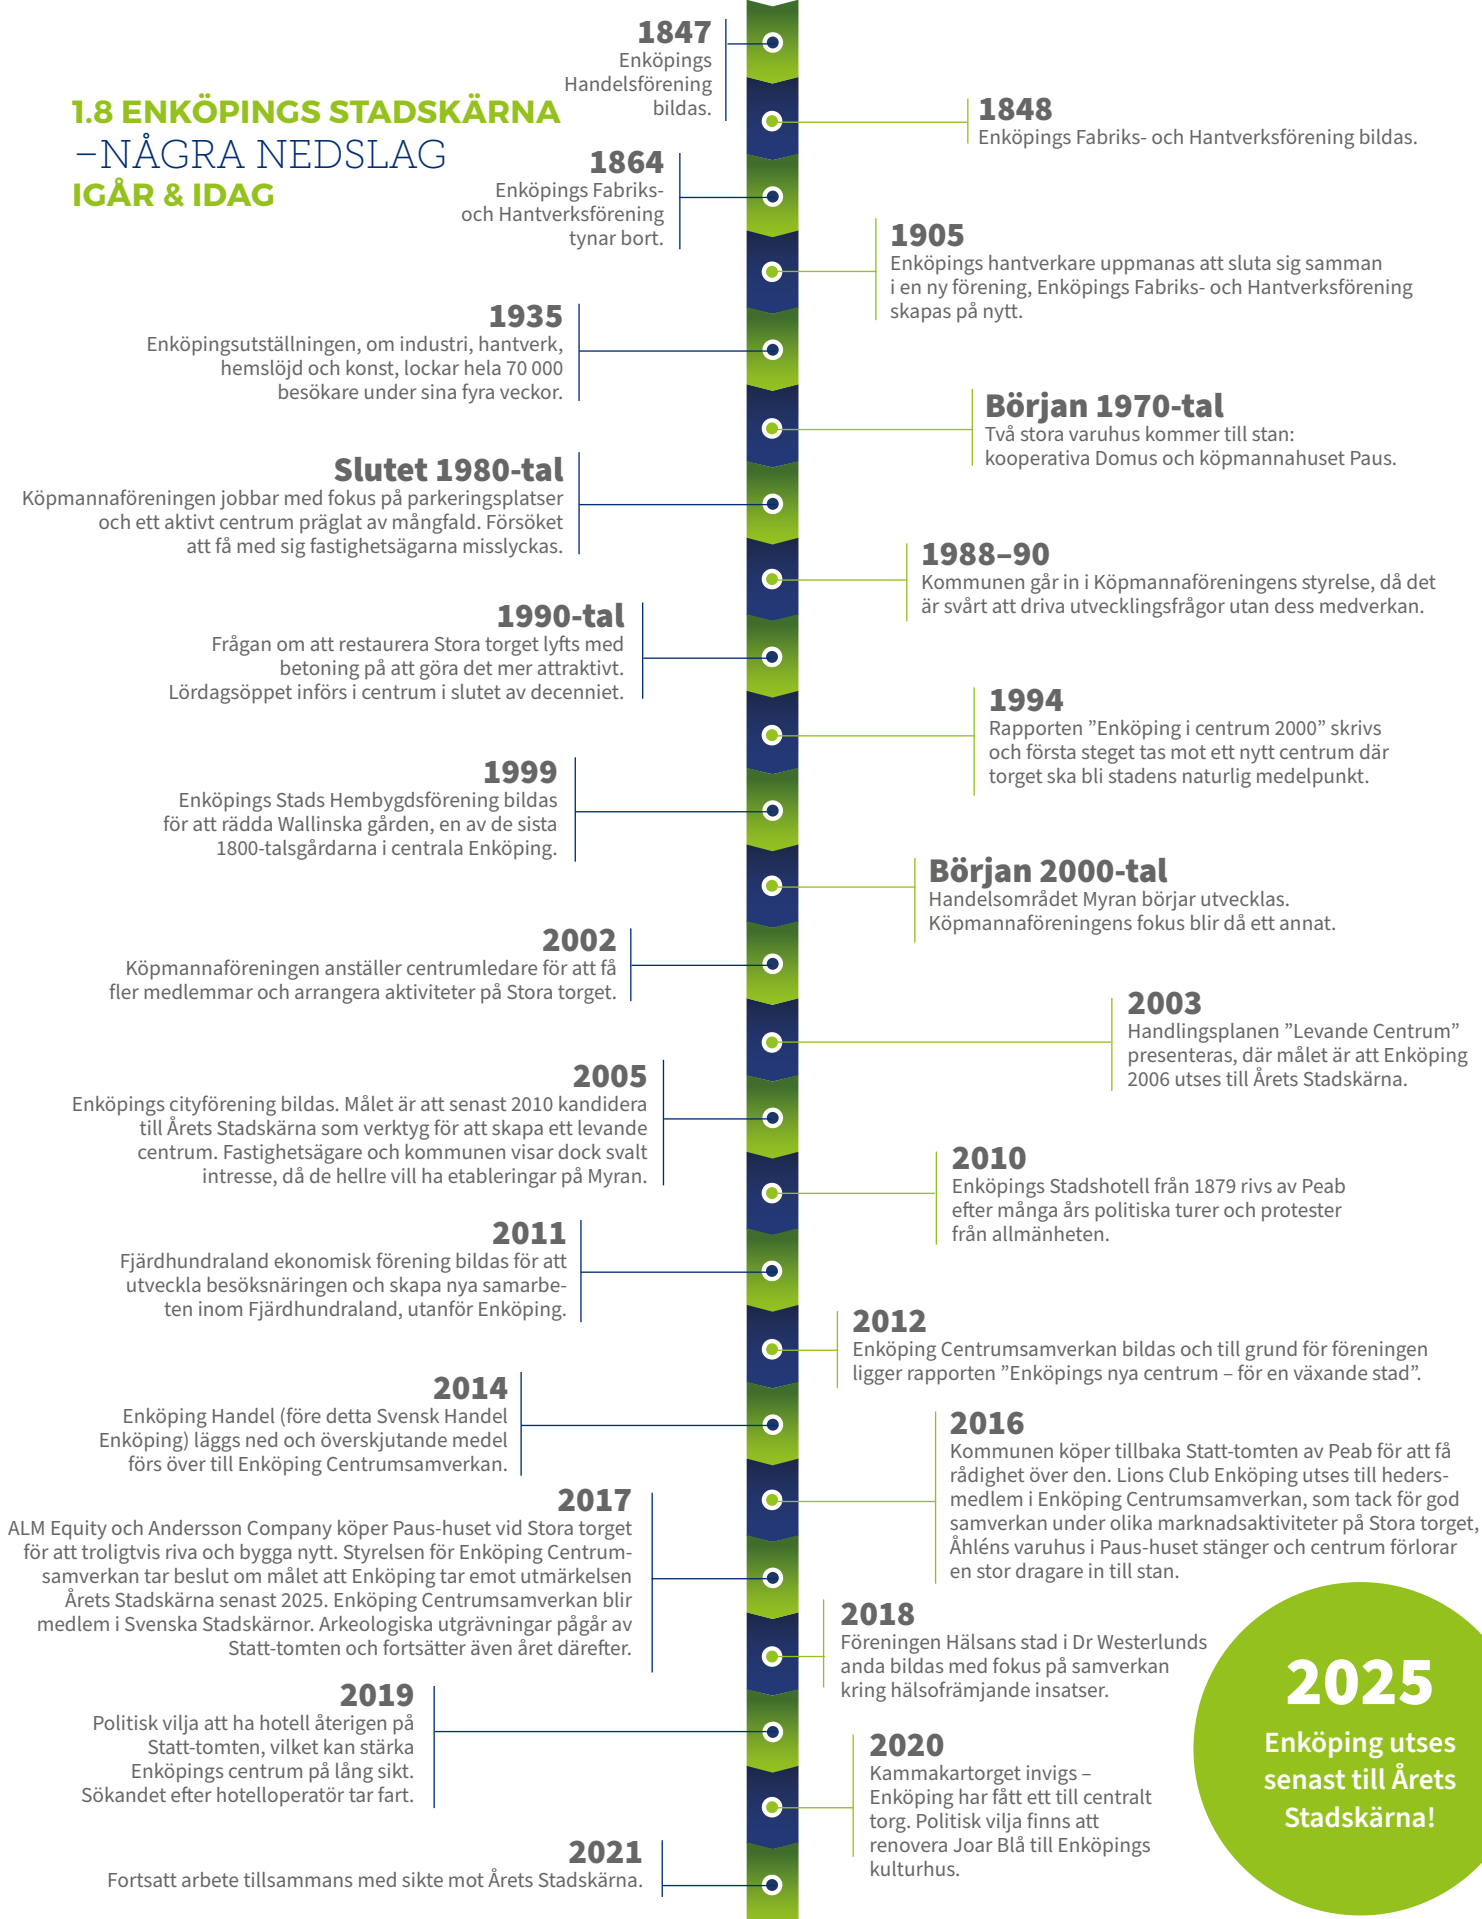 1847
Enköpings
Handelsförening
bildas.
1.8 ENKÖPINGS STADSKÄRNA
–NÅGRA NEDSLAG
IGÅR & IDAG
1848
Enköpings Fabriks- och Hantverksförening bildas.
1864
Enköpings Fabriks-
och Hantverksförening
tynar bort.
1905
Enköpings hantverkare uppmanas att sluta sig samman
i en ny förening, Enköpings Fabriks- och Hantverksförening
skapas på nytt.
1935
Enköpingsutställningen, om industri, hantverk,
hemslöjd och konst, lockar hela 70 000
besökare under sina fyra veckor.
Början 1970-tal
Två stora varuhus kommer till stan:
kooperativa Domus och köpmannahuset Paus.
Slutet 1980-tal
Köpmannaföreningen jobbar med fokus på parkeringsplatser
och ett aktivt centrum präglat av mångfald. Försöket
att få med sig fastighetsägarna misslyckas.
1988–90
Kommunen går in i Köpmannaföreningens styrelse, då det
är svårt att driva utvecklingsfrågor utan dess medverkan.
1990-tal
Frågan om att restaurera Stora torget lyfts med
betoning på att göra det mer attraktivt.
Lördagsöppet införs i centrum i slutet av decenniet.
1994
Rapporten ”Enköping i centrum 2000” skrivs
och första steget tas mot ett nytt centrum där
torget ska bli stadens naturlig medelpunkt.
1999
Enköpings Stads Hembygdsförening bildas
för att rädda Wallinska gården, en av de sista
1800-talsgårdarna i centrala Enköping.
Början 2000-tal
Handelsområdet Myran börjar utvecklas.
Köpmannaföreningens fokus blir då ett annat.
2002
Köpmannaföreningen anställer centrumledare för att få
fler medlemmar och arrangera aktiviteter på Stora torget.
2003
Handlingsplanen ”Levande Centrum”
presenteras, där målet är att Enköping
2006 utses till Årets Stadskärna.
2005
Enköpings cityförening bildas. Målet är att senast 2010 kandidera
till Årets Stadskärna som verktyg för att skapa ett levande
centrum. Fastighetsägare och kommunen visar dock svalt
intresse, då de hellre vill ha etableringar på Myran.
2010
Enköpings Stadshotell från 1879 rivs av Peab
efter många års politiska turer och protester
från allmänheten.
2011
Fjärdhundraland ekonomisk förening bildas för att
utveckla besöksnäringen och skapa nya samarbe-
ten inom Fjärdhundraland, utanför Enköping.
2012
Enköping Centrumsamverkan bildas och till grund för föreningen
ligger rapporten ”Enköpings nya centrum – för en växande stad”.
2014
Enköping Handel (före detta Svensk Handel
Enköping) läggs ned och överskjutande medel
förs över till Enköping Centrumsamverkan.
2016
Kommunen köper tillbaka Statt-tomten av Peab för att få
rådighet över den. Lions Club Enköping utses till heders-
medlem i Enköping Centrumsamverkan, som tack för god
samverkan under olika marknadsaktiviteter på Stora torget,
Åhléns varuhus i Paus-huset stänger och centrum förlorar
en stor dragare in till stan.
2017
ALM Equity och Andersson Company köper Paus-huset vid Stora torget
för att troligtvis riva och bygga nytt. Styrelsen för Enköping Centrum-
samverkan tar beslut om målet att Enköping tar emot utmärkelsen
Årets Stadskärna senast 2025. Enköping Centrumsamverkan blir
medlem i Svenska Stadskärnor. Arkeologiska utgrävningar pågår av
Statt-tomten och fortsätter även året därefter.
2018
Föreningen Hälsans stad i Dr Westerlunds
anda bildas med fokus på samverkan
kring hälsofrämjande insatser.
2019
Politisk vilja att ha hotell återigen på
Statt-tomten, vilket kan stärka
Enköpings centrum på lång sikt.
Sökandet efter hotelloperatör tar fart.
2020
Kammakartorget invigs –
Enköping har fått ett till centralt
torg. Politisk vilja finns att
renovera Joar Blå till Enköpings
kulturhus.
2021
Fortsatt arbete tillsammans med sikte mot Årets Stadskärna.
2025
Enköping utses
senast till Årets
Stadskärna!